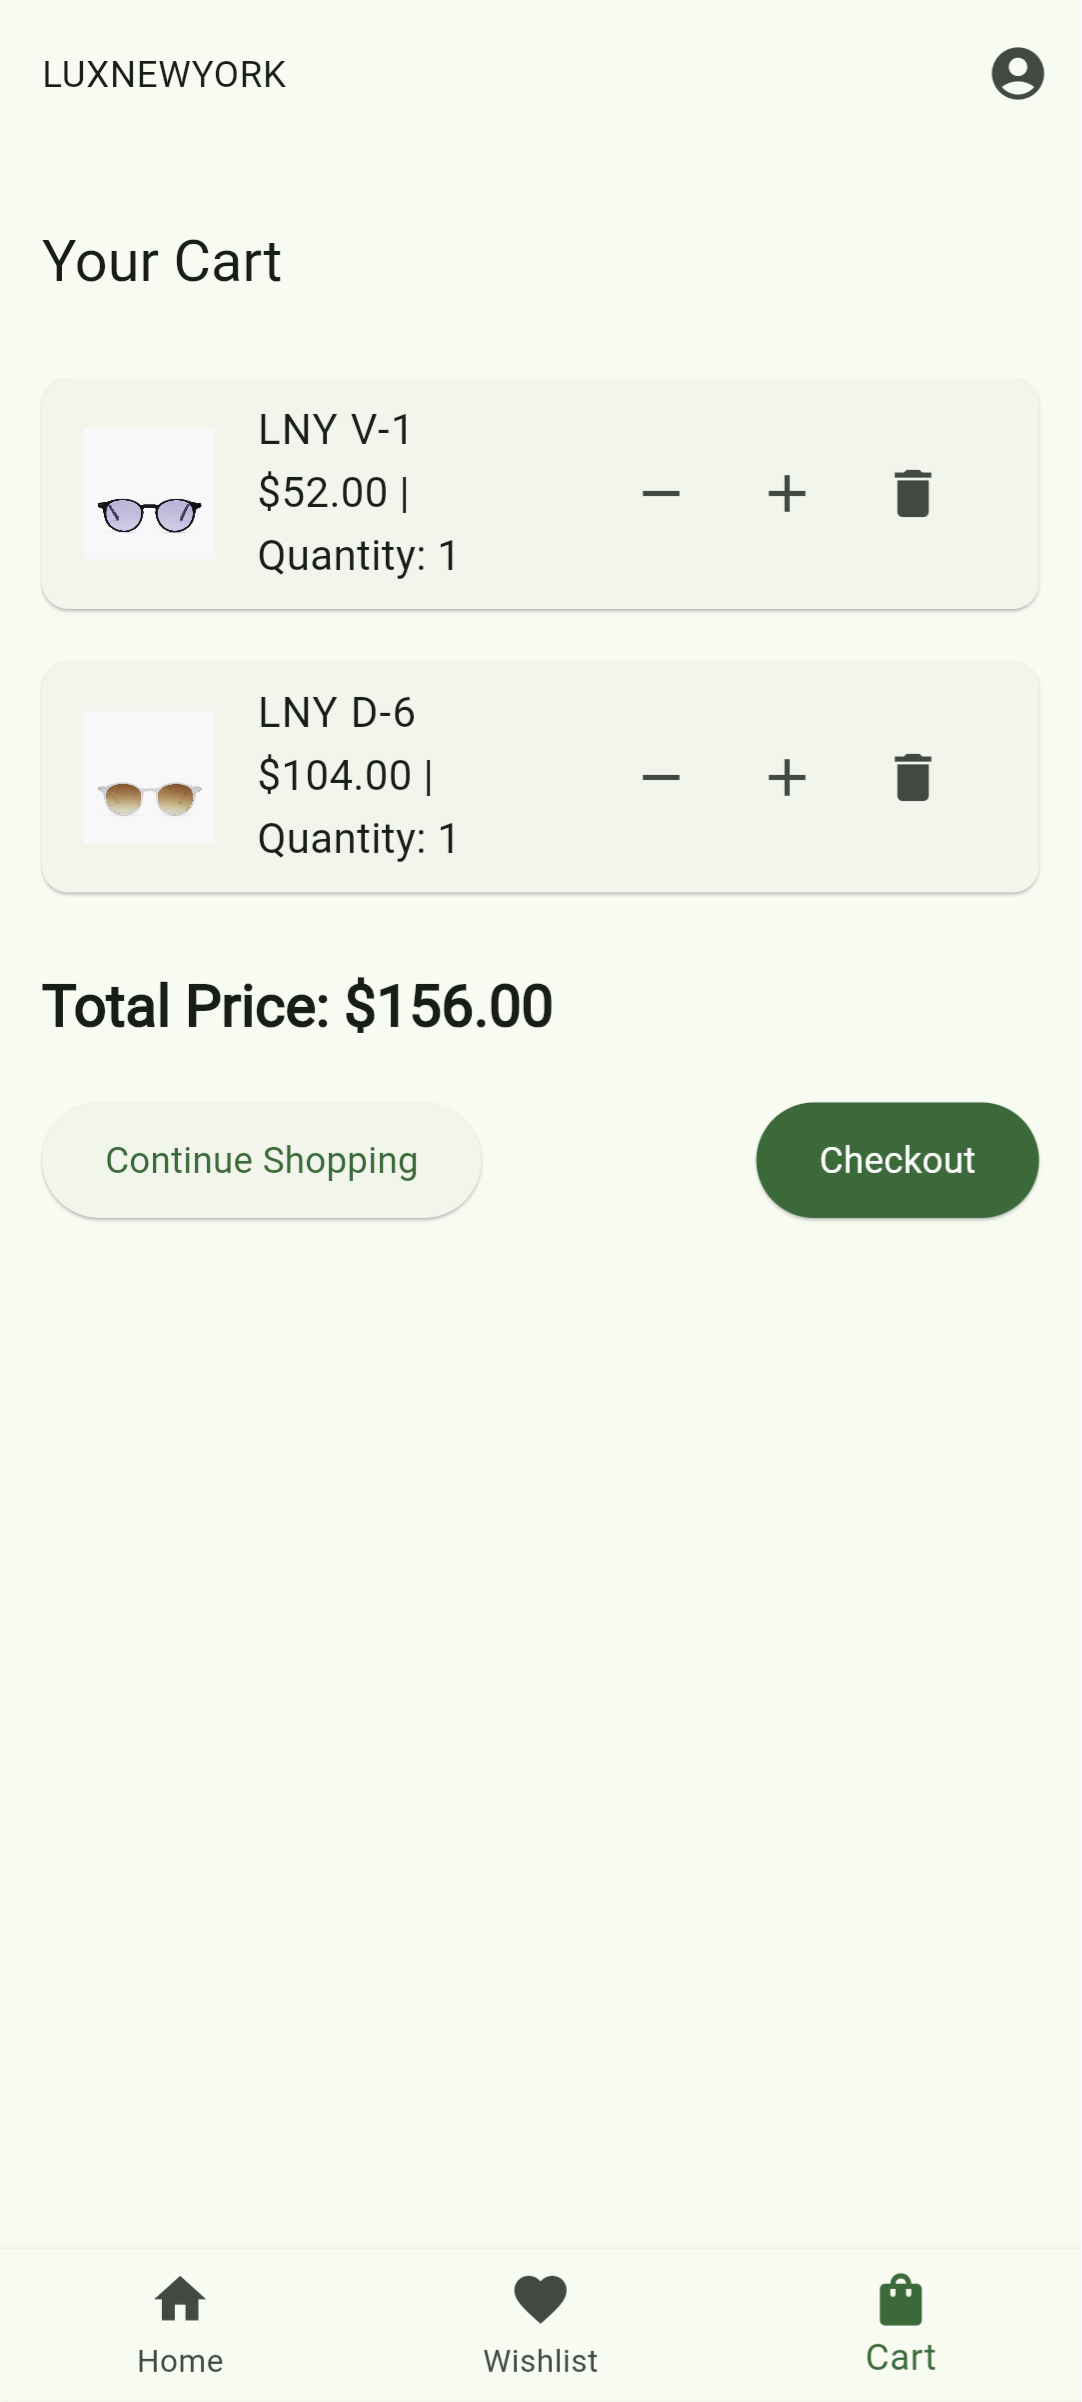 LUXNEWYORK
Your Cart
LNY V-1
$52.00 |
Quantity: 1
LNY D-6
$104.00 |
Quantity: 1
Total Price: $156.00
Continue Shopping
Checkout
Home
Wishlist
Cart